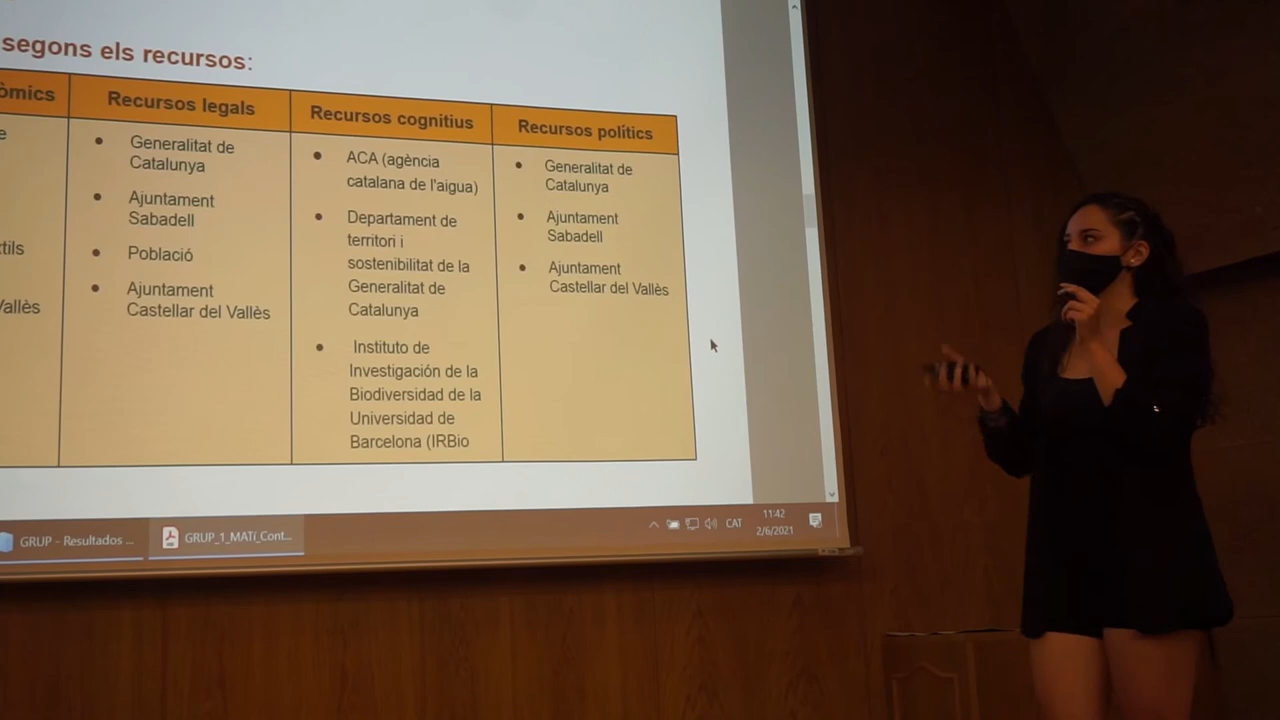 segons els recursos:
òmics
Recursos legals
Recursos cognitius
Recursos polítics
e
tils
Vallès
Generalitat de
Catalunya
Ajuntament
Sabadell
Població
Ajuntament
Castellar del Vallès
ACA (agència
catalana de l'aigua)
Departament de
territori i
sostenibilitat de la
Generalitat de
Catalunya
Instituto de
Investigación de la
Biodiversidad de la
Universidad de
Barcelona (IRBio
Generalitat de
Catalunya
Ajuntament
Sabadell
Ajuntament
Castellar del Vallès
GRUP - Resultados ...
GRUP_1_MATí_Cont...
CAT
11:42
2/6/2021